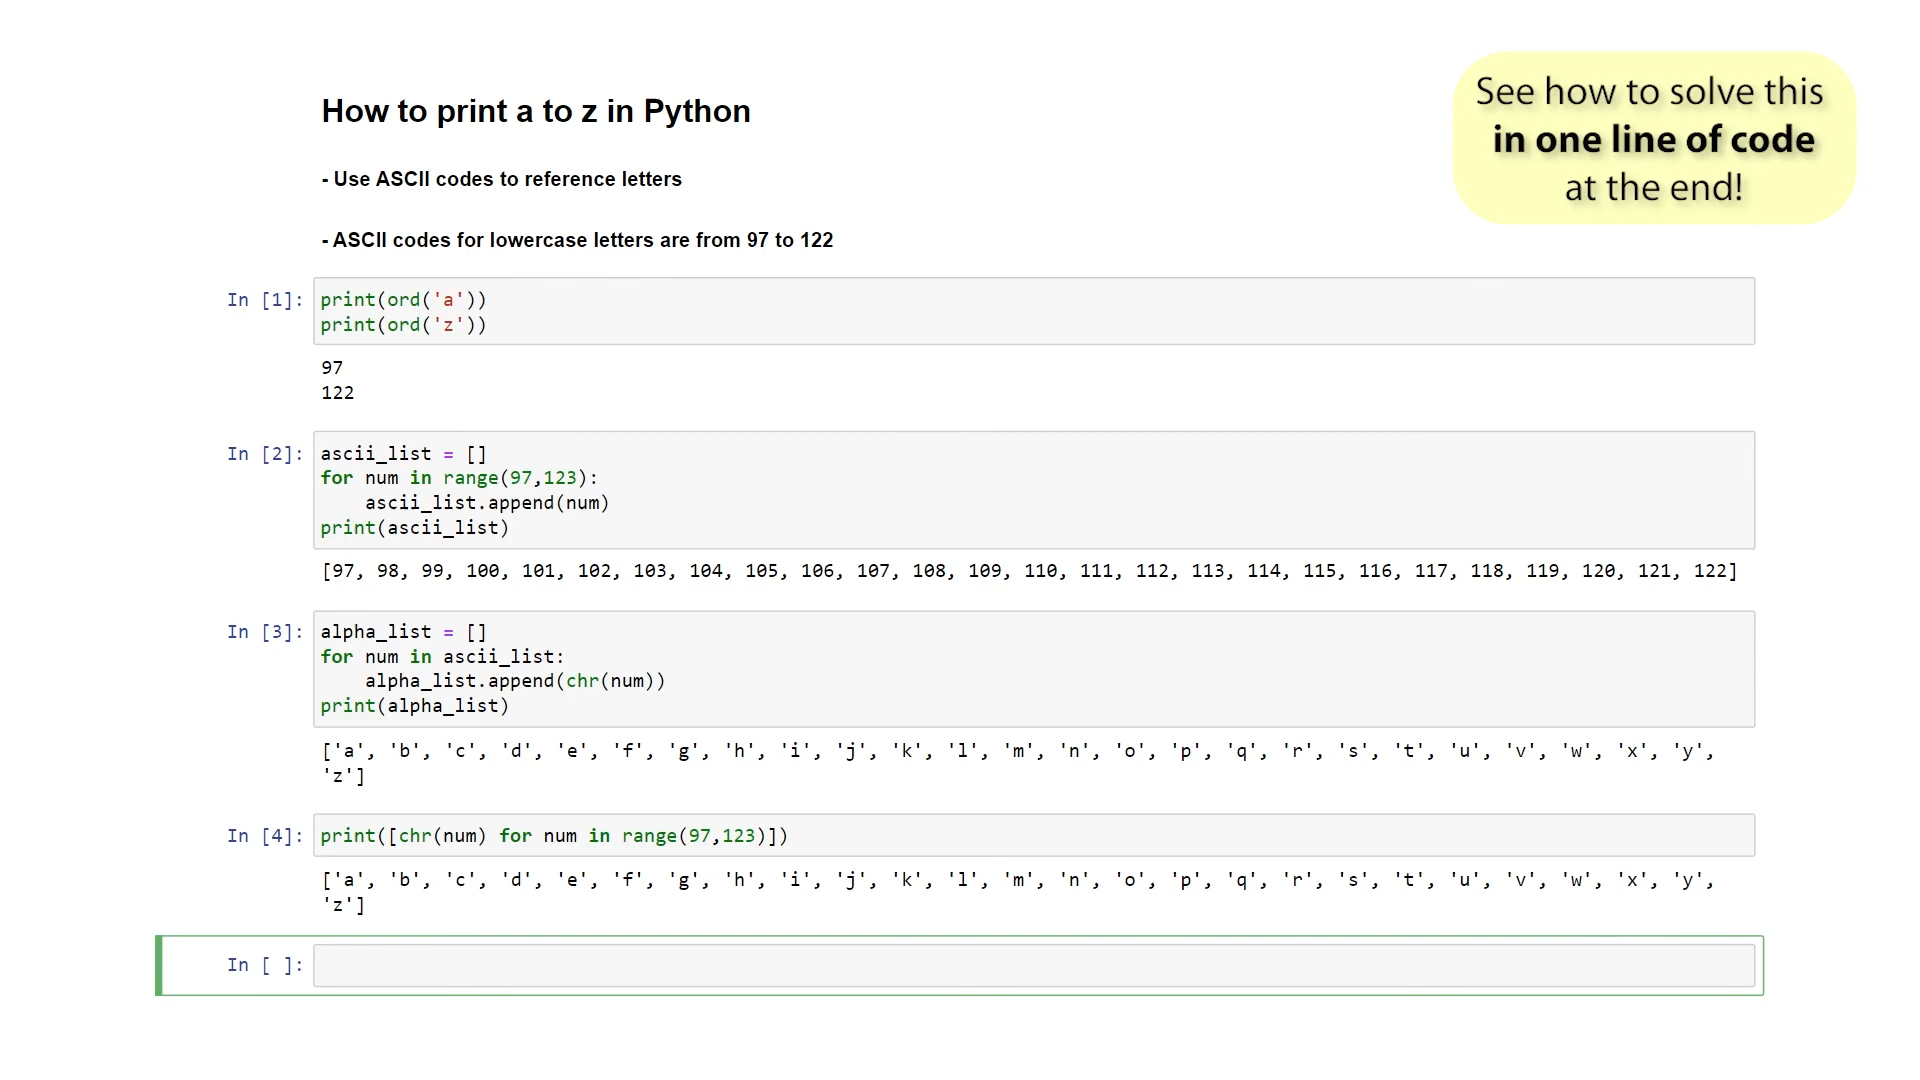 See how to solve this
in one line of code
at the end!
How to print a to z in Python
- Use ASCII codes to reference letters
- ASCII codes for lowercase letters are from 97 to 122
In [1]: print(ord('a'))
print(ord('z'))
97
122
In [2]: ascii_list = []
for num in range(97,123):
    ascii_list.append(num)
print(ascii_list)
[97, 98, 99, 100, 101, 102, 103, 104, 105, 106, 107, 108, 109, 110, 111, 112, 113, 114, 115, 116, 117, 118, 119, 120, 121, 122]
In [3]: alpha_list = []
for num in ascii_list:
    alpha_list.append(chr(num))
print(alpha_list)
['a', 'b', 'c', 'd', 'e', 'f', 'g', 'h', 'i', 'j', 'k', 'l', 'm', 'n', 'o', 'p', 'q', 'r', 's', 't', 'u', 'v', 'w', 'x', 'y',
'z']
In [4]: print([chr(num) for num in range(97,123)])
['a', 'b', 'c', 'd', 'e', 'f', 'g', 'h', 'i', 'j', 'k', 'l', 'm', 'n', 'o', 'p', 'q', 'r', 's', 't', 'u', 'v', 'w', 'x', 'y',
'z']
In [ ]: